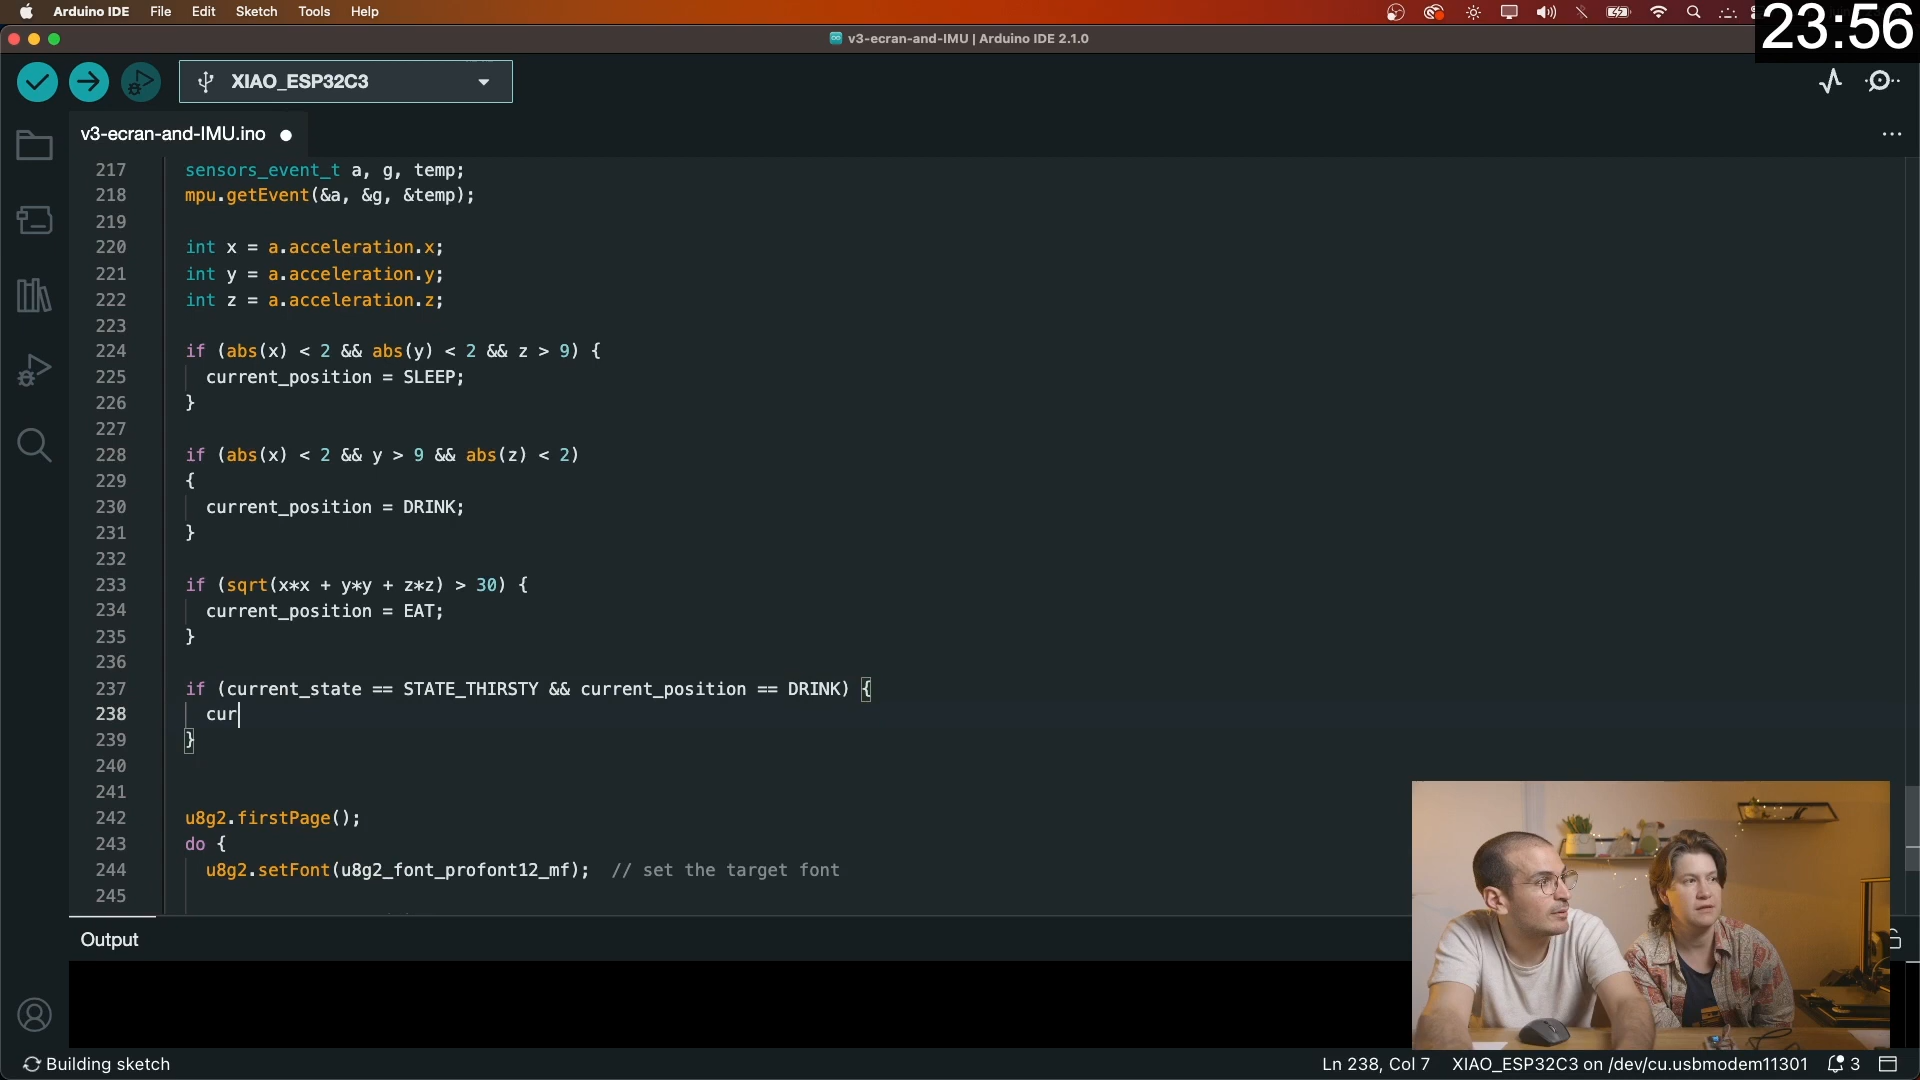 Arduino IDE File Edit Sketch Tools Help
23:56
v3-ecran-and-IMU | Arduino IDE 2.1.0
XIAO_ESP32C3
v3-ecran-and-IMU.ino
217 sensors_event_t a, g, temp;
218 mpu.getEvent(&a, &g, &temp);
219
220 int x = a.acceleration.x;
221 int y = a.acceleration.y;
222 int z = a.acceleration.z;
223
224 if (abs(x) < 2 && abs(y) < 2 && z > 9) {
225 current_position = SLEEP;
226 }
227
228 if (abs(x) < 2 && y > 9 && abs(z) < 2)
229 {
230 current_position = DRINK;
231 }
232
233 if (sqrt(x*x + y*y + z*z) > 30) {
234 current_position = EAT;
235 }
236
237 if (current_state == STATE_THIRSTY && current_position == DRINK) {
238 cur
239 }
240
241
242 u8g2.firstPage();
243 do {
244 u8g2.setFont(u8g2_font_profont12_mf); // set the target font
245
Output
Building sketch
Ln 238, Col 7 XIAO_ESP32C3 on /dev/cu.usbmodem11301 3